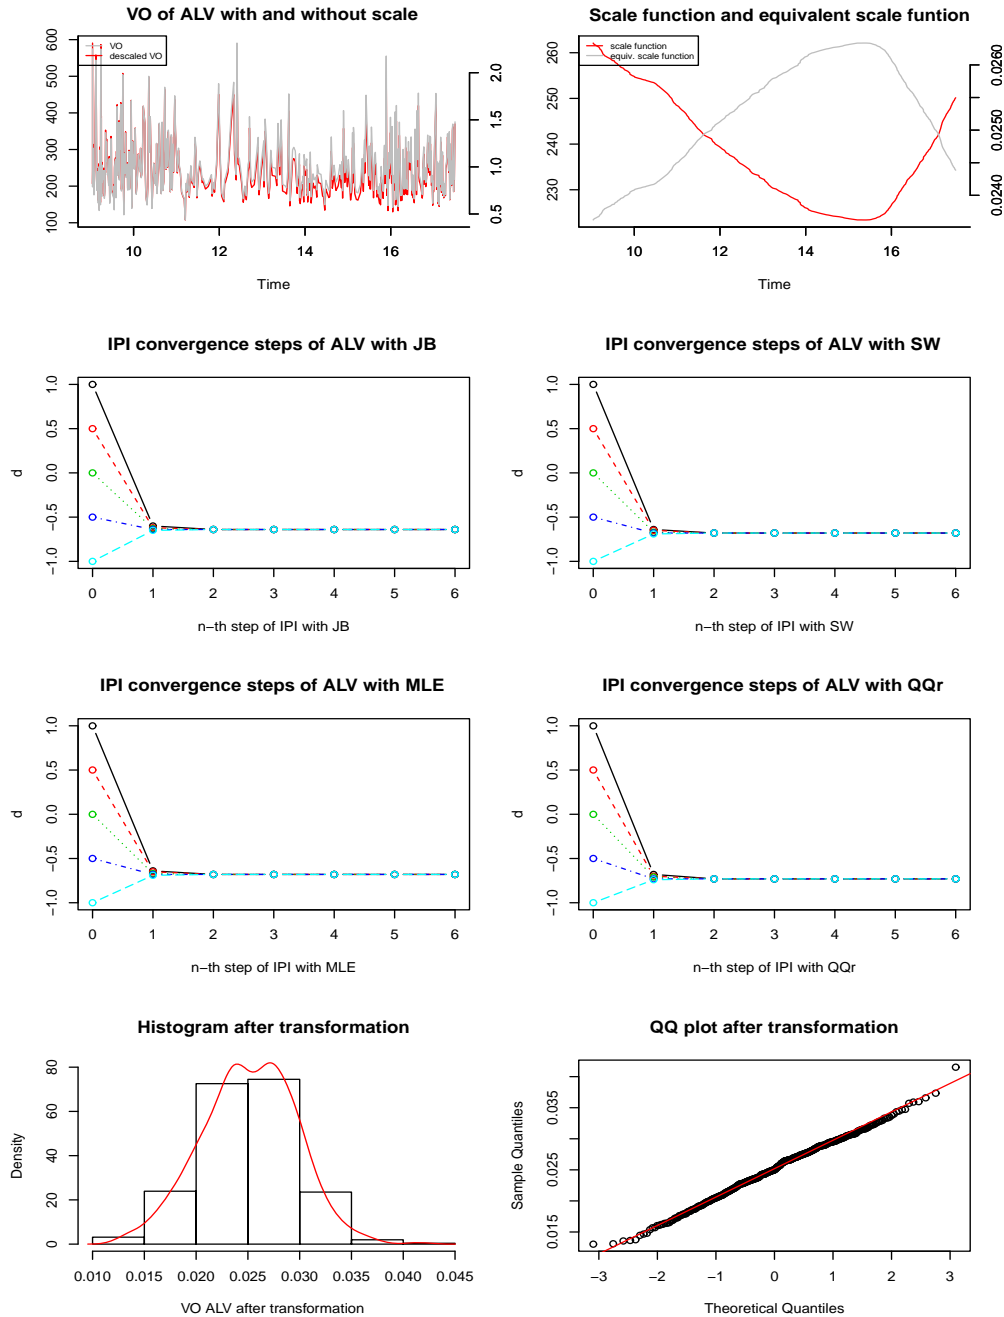 VO of ALV with and without scale
VO
descaled VO
600
500
400
300
200
100
2.0
1.5
1.0
0.5
10
12
14
16
Time
Scale function and equivalent scale funtion
scale function
equiv. scale function
260
250
240
230
0.0260
0.0250
0.0240
10
12
14
16
Time
IPI convergence steps of ALV with JB
d
1.0
0.5
0.0
−0.5
−1.0
0 1 2 3 4 5 6
n−th step of IPI with JB
IPI convergence steps of ALV with SW
d
1.0
0.5
0.0
−0.5
−1.0
0 1 2 3 4 5 6
n−th step of IPI with SW
IPI convergence steps of ALV with MLE
d
1.0
0.5
0.0
−0.5
−1.0
0 1 2 3 4 5 6
n−th step of IPI with MLE
IPI convergence steps of ALV with QQr
d
1.0
0.5
0.0
−0.5
−1.0
0 1 2 3 4 5 6
n−th step of IPI with QQr
Histogram after transformation
Density
80
60
40
20
0
0.010 0.015 0.020 0.025 0.030 0.035 0.040 0.045
VO ALV after transformation
QQ plot after transformation
Sample Quantiles
0.035
0.025
0.015
−3 −2 −1 0 1 2 3
Theoretical Quantiles